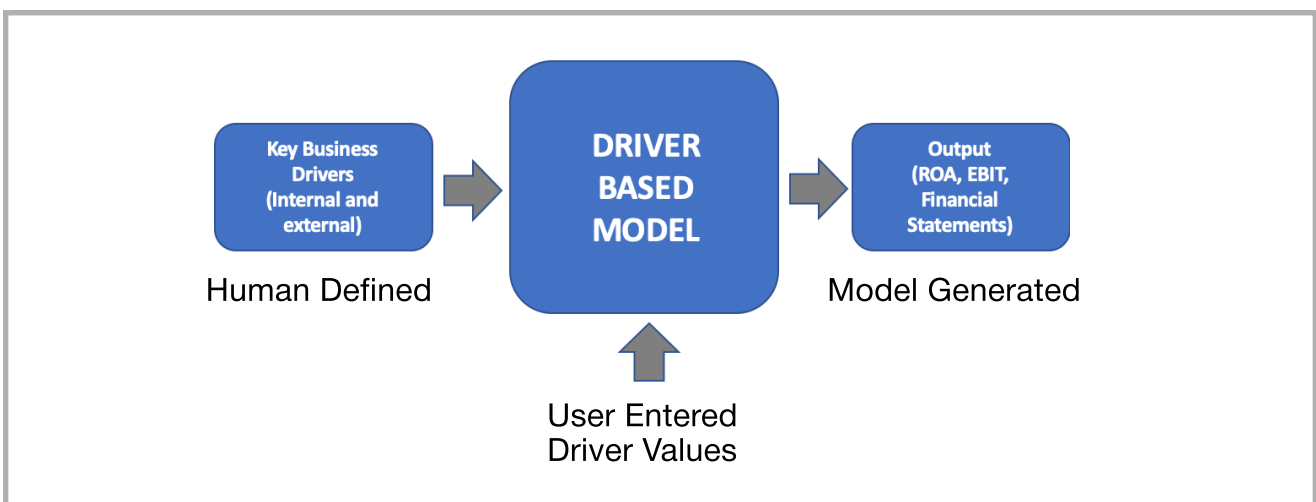 Key Business
Drivers
(Internal and
external)
Human Defined
DRIVER
BASED
MODEL
User Entered
Driver Values
Output
(ROA, EBIT,
Financial
Statements)
Model Generated